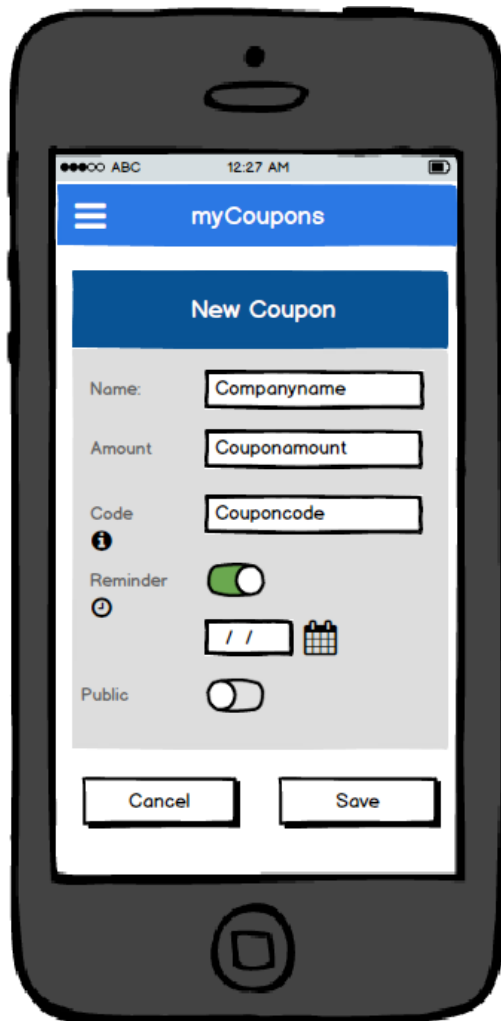 ABC 12:27 AM
myCoupons
New Coupon
Name: Companyname
Amount Couponamount
Code Couponcode
Reminder
/ /
Public
Cancel Save